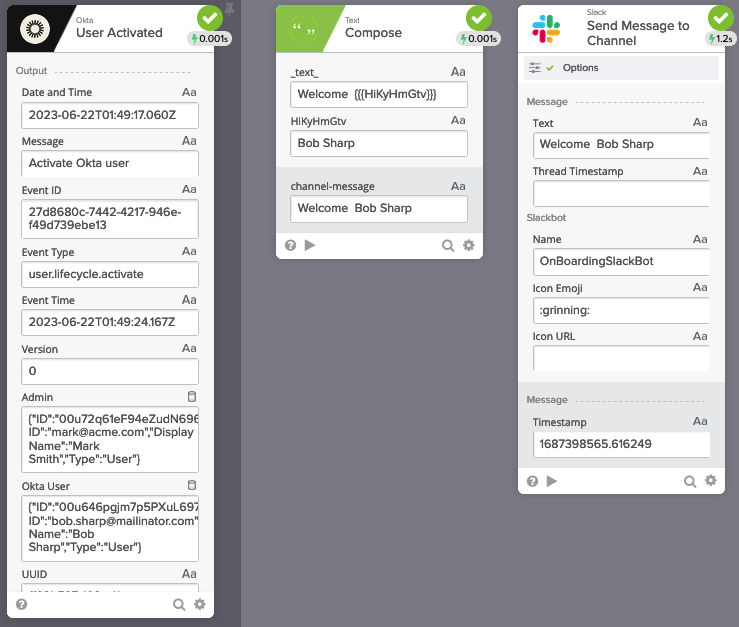 Okta
User Activated
0.001s
Output
Date and Time Aa
2023-06-22T01:49:17.060Z
Message Aa
Activate Okta user
Event ID Aa
27d8680c-7442-4217-946e-
f49d739ebe13
Event Type Aa
user.lifecycle.activate
Event Time Aa
2023-06-22T01:49:24.167Z
Version Aa
0
Admin
{"ID":"00u72q61eF94eZudN696
ID":"mark@acme.com","Display
Name":"Mark
Smith","Type":"User"}
Okta User
{"ID":"00u646pgjm7p5PXuL697
ID":"bob.sharp@mailinator.com"
Name":"Bob
Sharp","Type":"User"}
UUID Aa
Text
Compose
0.001s
_text_ Aa
Welcome {{{HiKyHmGtv}}}
HiKyHmGtv Aa
Bob Sharp
channel-message Aa
Welcome Bob Sharp
Slack
Send Message to
Channel
1.2s
Options
Message
Text Aa
Welcome Bob Sharp
Thread Timestamp Aa
Slackbot
Name Aa
OnBoardingSlackBot
Icon Emoji Aa
:grinning:
Icon URL Aa
Message
Timestamp Aa
1687398565.616249